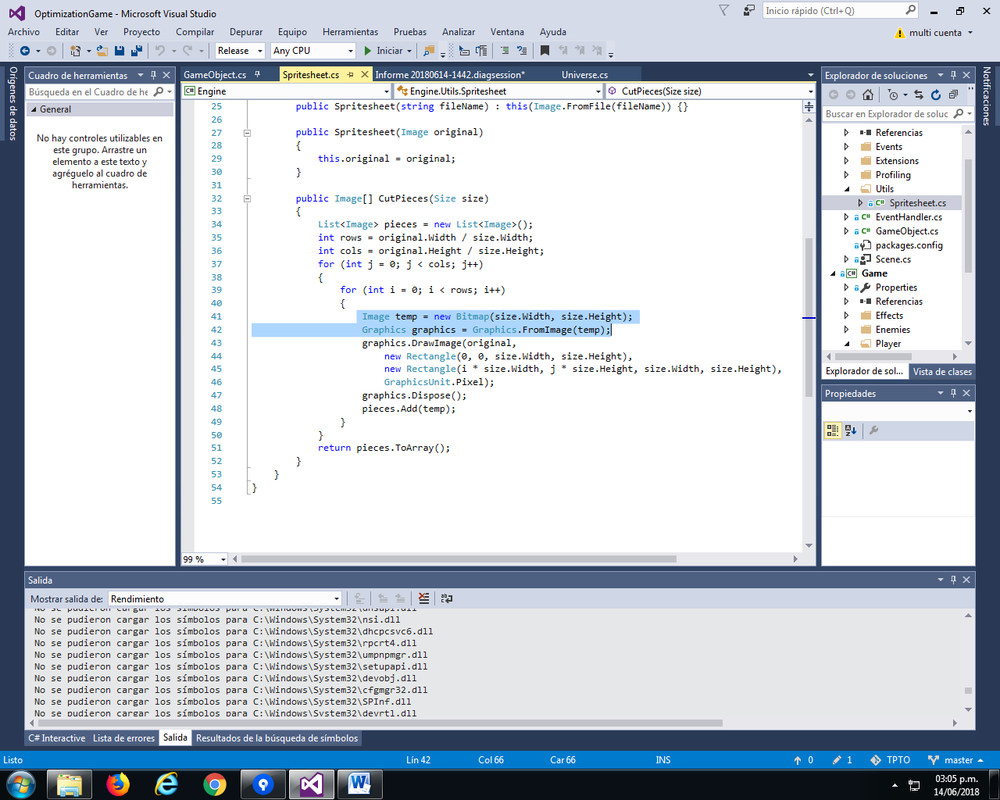 OptimizationGame - Microsoft Visual Studio
Inicio rápido (Ctrl+Q)
Archivo Editar Ver Proyecto Compilar Depurar Equipo Herramientas Pruebas Analizar Ventana Ayuda
multi cuenta
Release Any CPU Iniciar
Orígenes de datos
Cuadro de herramientas
Búsqueda en el Cuadro de he
General
No hay controles utilizables en
este grupo. Arrastre un
elemento a este texto y
agréguelo al cuadro de
herramientas.
GameObject.cs Spritesheet.cs Informe 20180614-1442.diagsession* Universe.cs
Engine Engine.Utils.Spritesheet CutPieces(Size size)
25 public Spritesheet(string fileName) : this(Image.FromFile(fileName)) {}
26
27 public Spritesheet(Image original)
28 {
29 this.original = original;
30 }
31
32 public Image[] CutPieces(Size size)
33 {
34 List<Image> pieces = new List<Image>();
35 int rows = original.Width / size.Width;
36 int cols = original.Height / size.Height;
37 for (int j = 0; j < cols; j++)
38 {
39 for (int i = 0; i < rows; i++)
40 {
41 Image temp = new Bitmap(size.Width, size.Height);
42 Graphics graphics = Graphics.FromImage(temp);
43 graphics.DrawImage(original,
44 new Rectangle(0, 0, size.Width, size.Height),
45 new Rectangle(i * size.Width, j * size.Height, size.Width, size.Height),
46 GraphicsUnit.Pixel);
47 graphics.Dispose();
48 pieces.Add(temp);
49 }
50 }
51 return pieces.ToArray();
52 }
53 }
54 }
55
99 %
Explorador de soluciones
Buscar en Explorador de soluc
Referencias
Events
Extensions
Profiling
Utils
C# Spritesheet.cs
C# EventHandler.cs
C# GameObject.cs
packages.config
Scene.cs
C# Game
Properties
Referencias
Effects
Enemies
Player
Explorador de sol... Vista de clases
Propiedades
Notificaciones
Salida
Mostrar salida de: Rendimiento
No se pudieron cargar los símbolos para C:\Windows\System32\dnsapi.dll
No se pudieron cargar los símbolos para C:\Windows\System32\nsi.dll
No se pudieron cargar los símbolos para C:\Windows\System32\dhcpcsvc6.dll
No se pudieron cargar los símbolos para C:\Windows\System32\rpcrt4.dll
No se pudieron cargar los símbolos para C:\Windows\System32\umpnpmgr.dll
No se pudieron cargar los símbolos para C:\Windows\System32\setupapi.dll
No se pudieron cargar los símbolos para C:\Windows\System32\devobj.dll
No se pudieron cargar los símbolos para C:\Windows\System32\cfgmgr32.dll
No se pudieron cargar los símbolos para C:\Windows\System32\SPInf.dll
No se pudieron cargar los símbolos para C:\Windows\System32\devrtl.dll
C# Interactive Lista de errores Salida Resultados de la búsqueda de símbolos
Listo Lín 42 Col 66 Car 66 INS 0 1 TPTO master
03:05 p.m.
14/06/2018